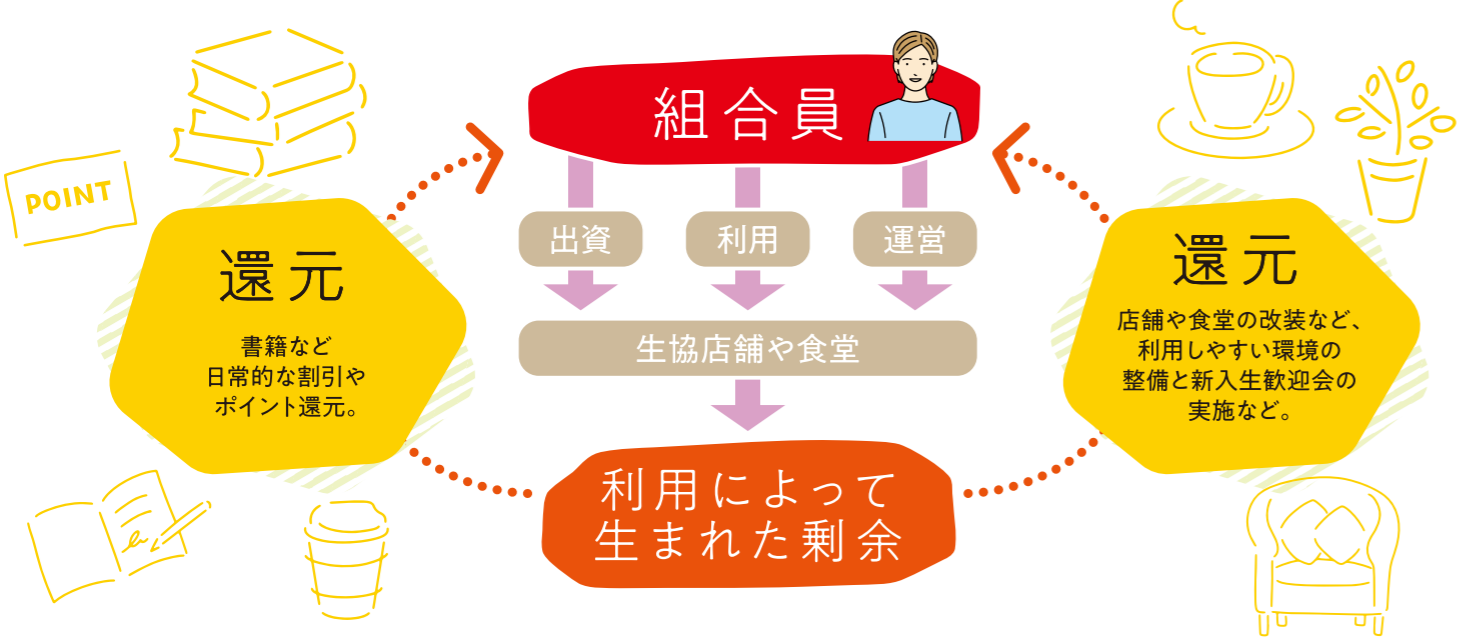 組合員
出資
利用
運営
生協店舗や食堂
利用によって
生まれた剰余
POINT
還元
書籍など
日常的な割引や
ポイント還元。
還元
店舗や食堂の改装など、
利用しやすい環境の
整備と新入生歓迎会の
実施など。